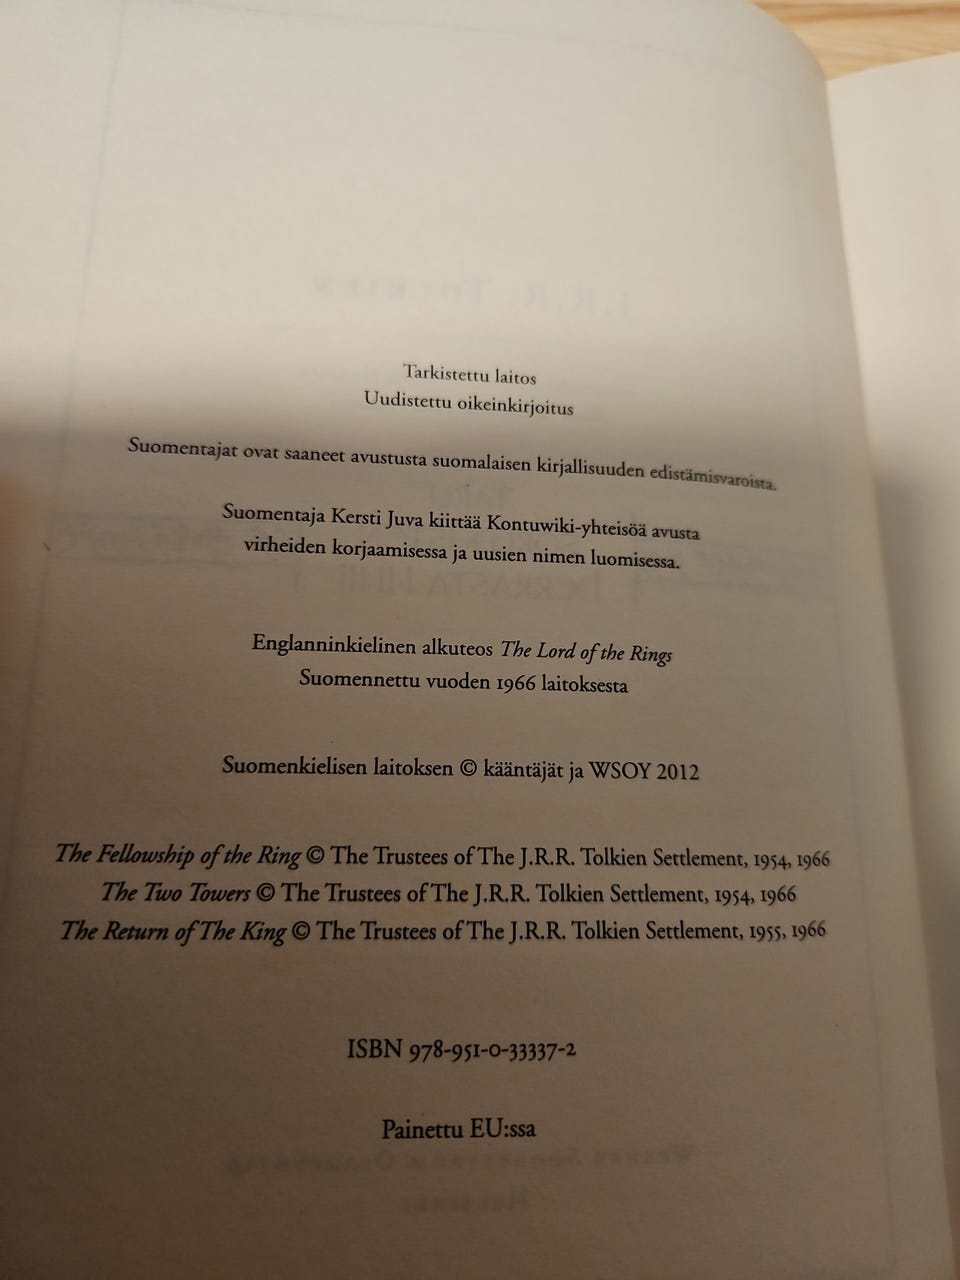 Tarkistettu laitos
Uudistettu oikeinkirjoitus
Suomentajat ovat saaneet avustusta suomalaisen kirjallisuuden edistämisvaroista.
Suomentaja Kersti Juva kiittää Kontuwiki-yhteisöä avusta
virheiden korjaamisessa ja uusien nimen luomisessa.
Englanninkielinen alkuteos The Lord of the Rings
Suomennettu vuoden 1966 laitoksesta
Suomenkielisen laitoksen © kääntäjät ja WSOY 2012
The Fellowship of the Ring © The Trustees of The J.R.R. Tolkien Settlement, 1954, 1966
The Two Towers © The Trustees of The J.R.R. Tolkien Settlement, 1954, 1966
The Return of The King © The Trustees of The J.R.R. Tolkien Settlement, 1955, 1966
ISBN 978-951-0-33337-2
Painettu EU:ssa